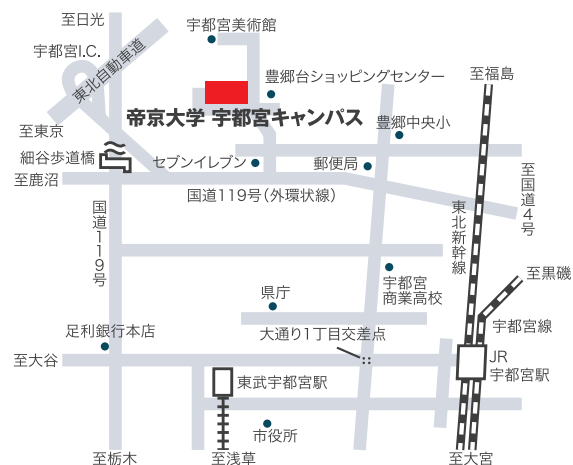 至日光
宇都宮美術館
宇都宮I.C.
東北自動車道
豊郷台ショッピングセンター
至福島
帝京大学 宇都宮キャンパス
豊郷中央小
至東京
細谷歩道橋
セブンイレブン
郵便局
至鹿沼
国道119号(外環状線)
至国道4号
国道119号
東北新幹線
至黒磯
宇都宮
商業高校
県庁
宇都宮線
足利銀行本店
大通り1丁目交差点
至大谷
JR
宇都宮駅
東武宇都宮駅
市役所
至栃木
至浅草
至大宮